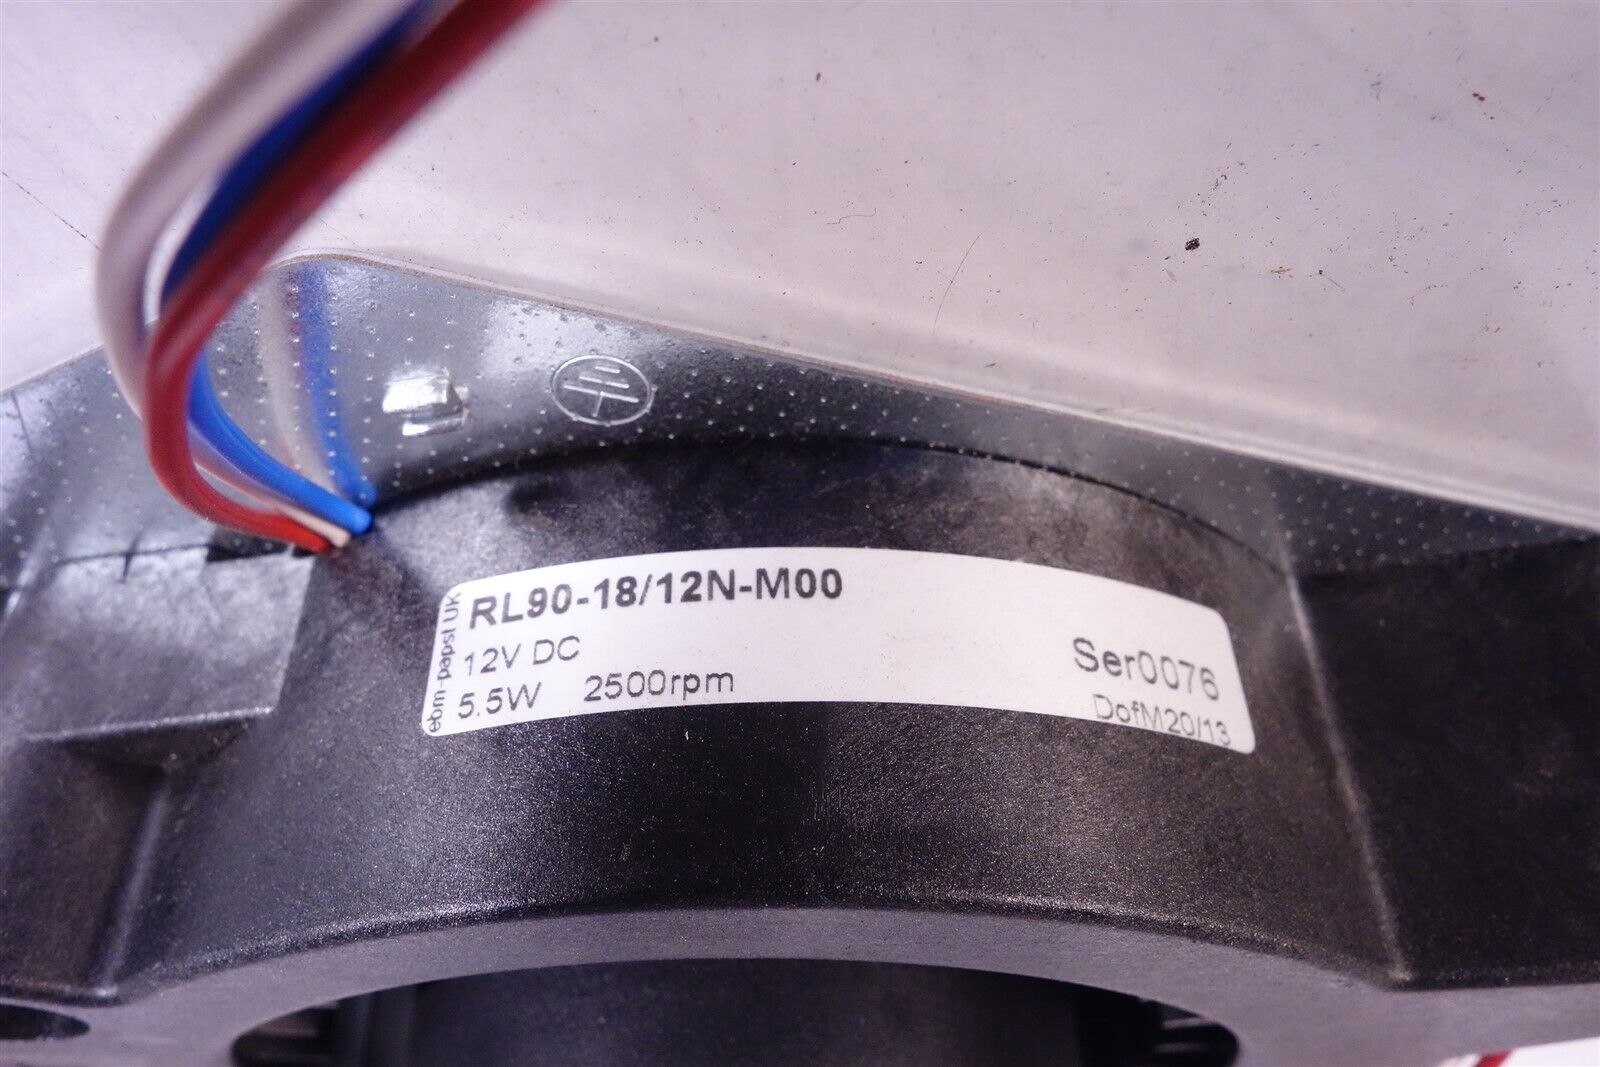 ebm-papst UK
RL90-18/12N-M00
12V DC
5.5W 2500rpm
Ser0076
DofM20/13